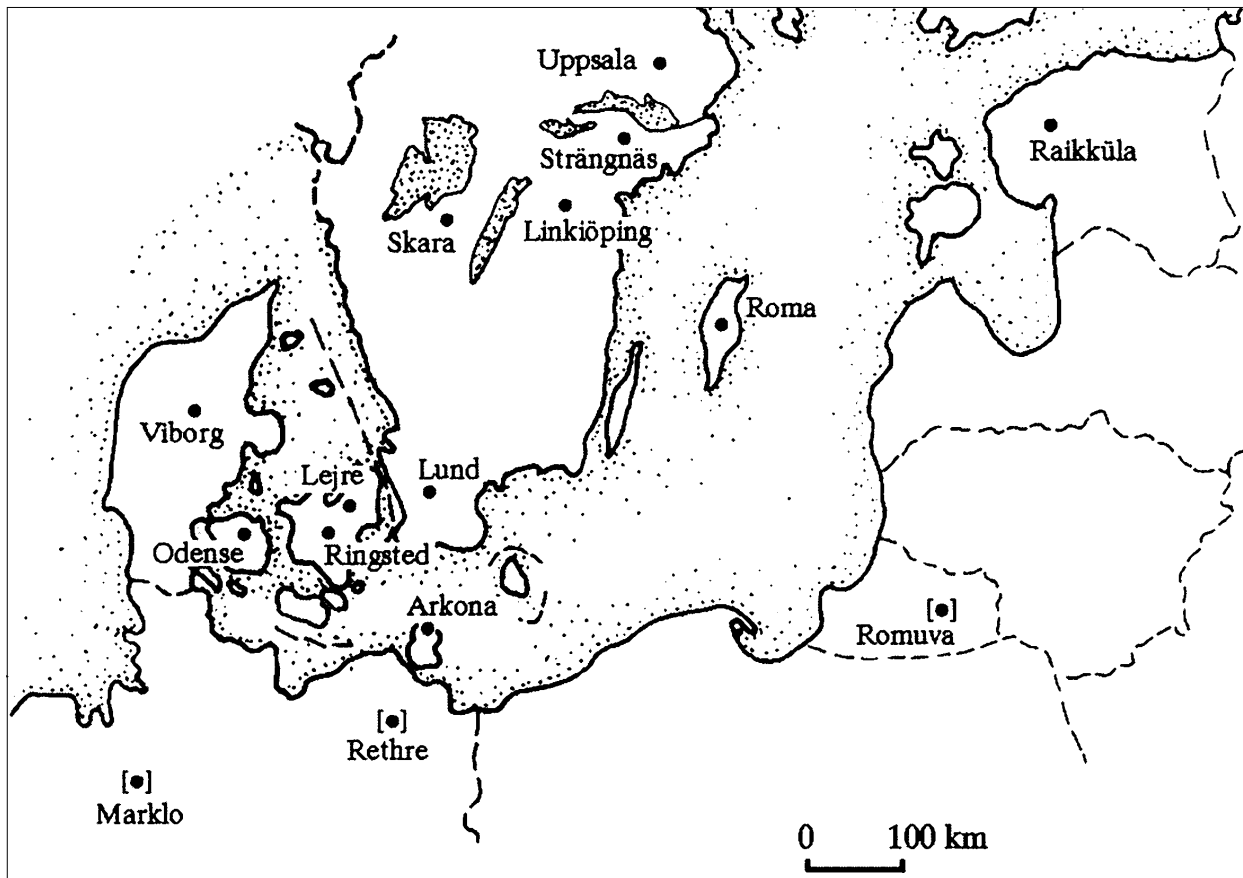 Uppsala
Strängnäs
Raikküla
Skara
Linkiöping
Roma
Viborg
Lejre
Lund
Odense
Ringsted
Arkona
[ ]
Romuva
[ ]
Rethre
[ ]
Marklo
0 100 km